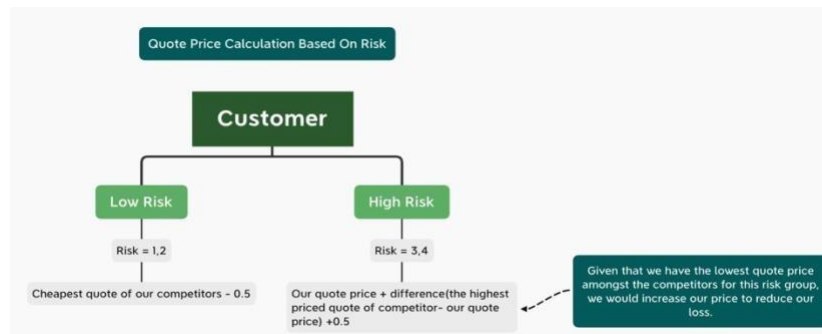 Quote Price Calculation Based On Risk
Customer
Low Risk
High Risk
Risk = 1,2
Risk = 3,4
Cheapest quote of our competitors - 0.5
Our quote price + difference(the highest
priced quote of competitor- our quote
price) +0.5
Given that we have the lowest quote price
amongst the competitors for this risk group,
we would increase our price to reduce our
loss.